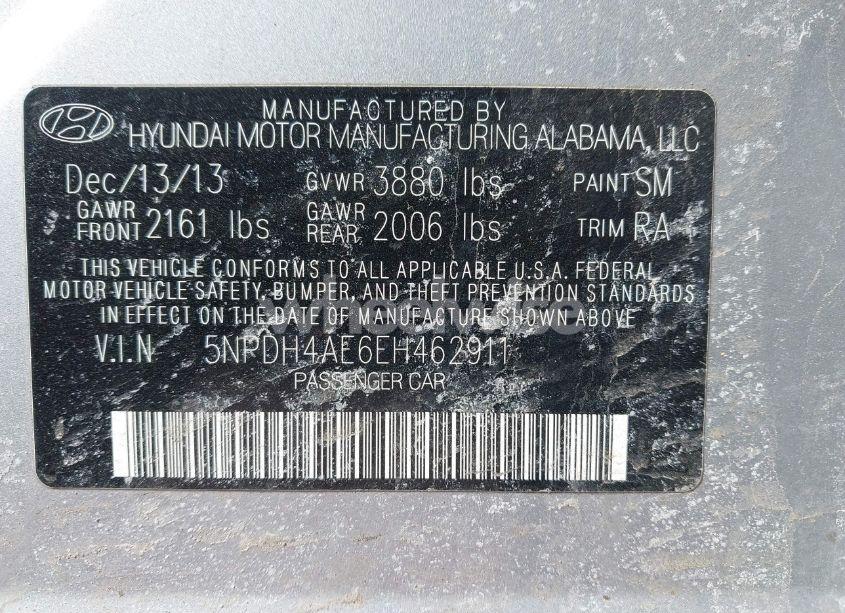 MANUFACTURED BY
HYUNDAI MOTOR MANUFACTURING ALABAMA, LLC
Dec/13/13 GVWR 3880 lbs PAINT SM
GAWR FRONT 2161 lbs GAWR REAR 2006 lbs TRIM RA
THIS VEHICLE CONFORMS TO ALL APPLICABLE U.S.A. FEDERAL
MOTOR VEHICLE SAFETY, BUMPER, AND THEFT PREVENTION STANDARDS
IN EFFECT ON THE DATE OF MANUFACTURE SHOWN ABOVE
V.I.N 5NPDH4AE6EH462911
PASSENGER CAR